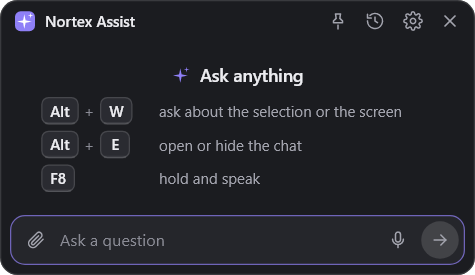 Nortex Assist
Ask anything
Alt + W ask about the selection or the screen
Alt + E open or hide the chat
F8 hold and speak
Ask a question